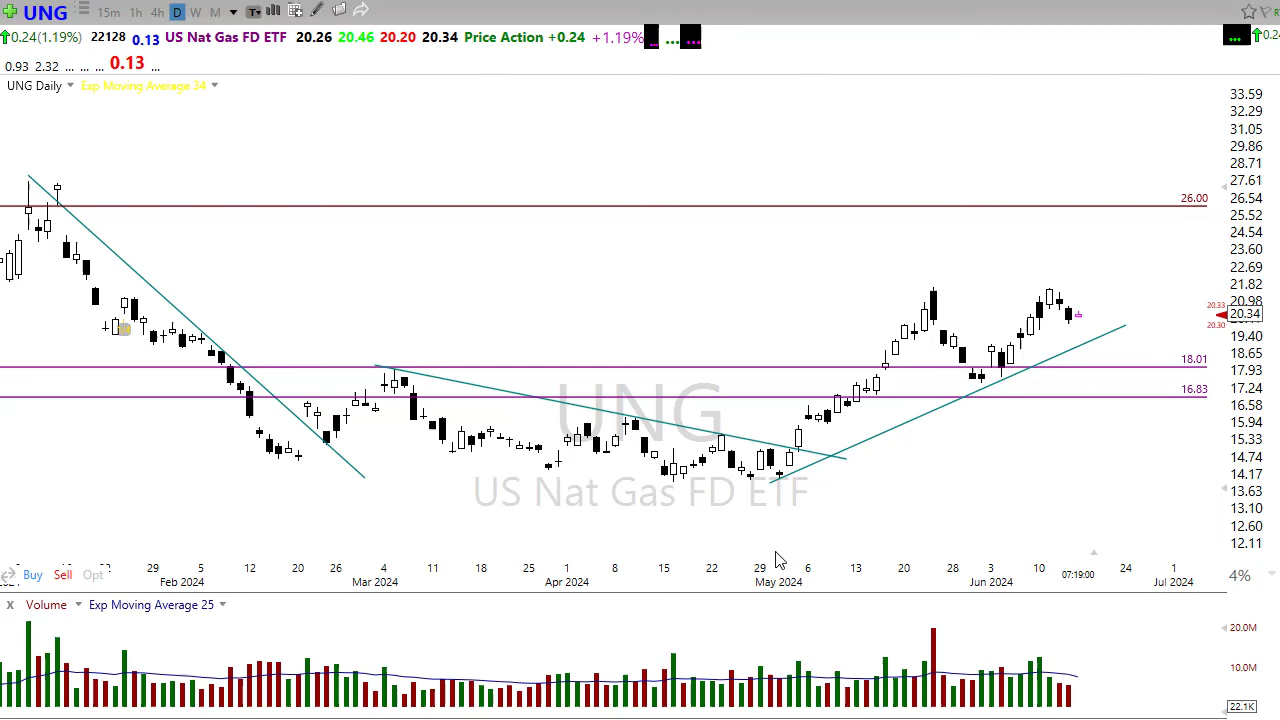 UNG 15m 1h 4h D W M T
0.24(1.19%) 22128 0.13 US Nat Gas FD ETF 20.26 20.46 20.20 20.34 Price Action +0.24 +1.19% ... ... ... 0.24
0.93 2.32 ... ... ... 0.13 ...
UNG Daily Exp Moving Average 34
33.59
32.29
31.05
29.86
28.71
27.61
26.00
26.54
25.52
24.54
23.60
22.69
21.82
20.98
20.33
20.34
20.30
19.40
18.65
18.01
17.93
17.24
16.83
16.58
15.94
15.33
14.74
14.17
13.63
13.10
12.60
12.11
UNG
US Nat Gas FD ETF
29 5 12 20 26 4 11 18 25 1 8 15 22 29 6 13 20 28 3 10 24 1
Buy Sell Opt
Feb 2024 Mar 2024 Apr 2024 May 2024 Jun 2024 07:19:00 Jul 2024
4%
X Volume Exp Moving Average 25
20.0M
10.0M
22.1K